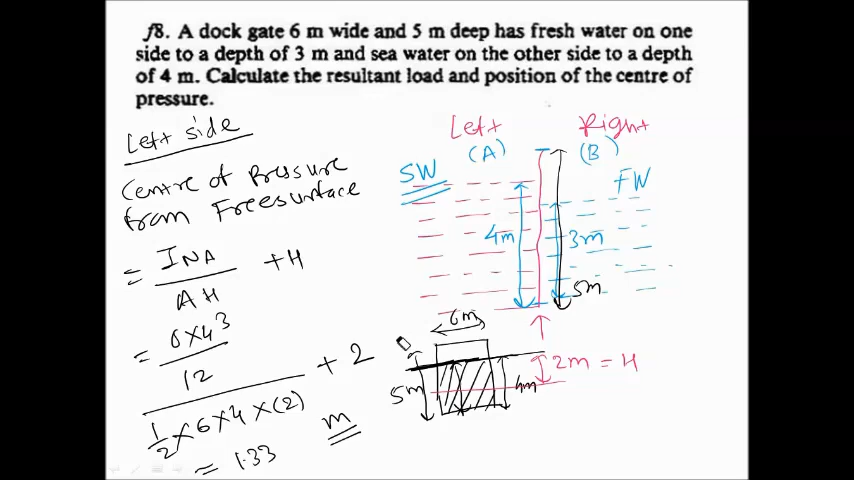 f8. A dock gate 6 m wide and 5 m deep has fresh water on one
side to a depth of 3 m and sea water on the other side to a depth
of 4 m. Calculate the resultant load and position of the centre of
pressure.
Left side
Centre of Pressure
from Freesurface
= INA / AH + H
= 6×4³ / 12 / 1/2 × 6 × 4 × (2) + 2
= 1.33 m
Left
(A)
Right
(B)
SW
FW
4m
3m
5m
6m
5m
4m
2m = H